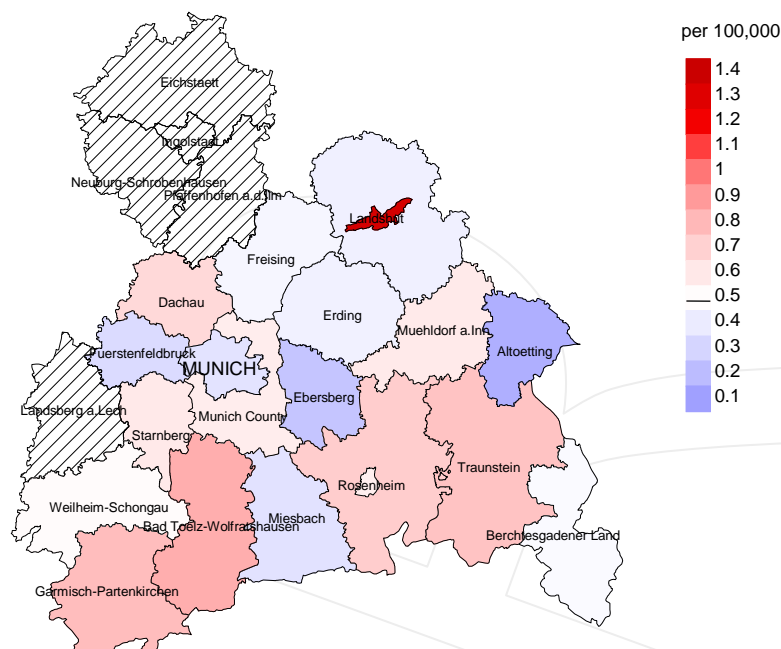 per 100,000
1.4
1.3
1.2
1.1
1
0.9
0.8
0.7
0.6
0.5
0.4
0.3
0.2
0.1
Eichstaett
Ingolstadt
Neuburg-Schrobenhausen
Pfaffenhofen a.d.Ilm
Landshut
Freising
Dachau
Erding
Muehldorf a.Inn
Altoetting
Fuerstenfeldbruck
MUNICH
Ebersberg
Landsberg a.Lech
Munich County
Starnberg
Traunstein
Rosenheim
Weilheim-Schongau
Miesbach
Bad Toelz-Wolfratshausen
Berchtesgadener Land
Garmisch-Partenkirchen